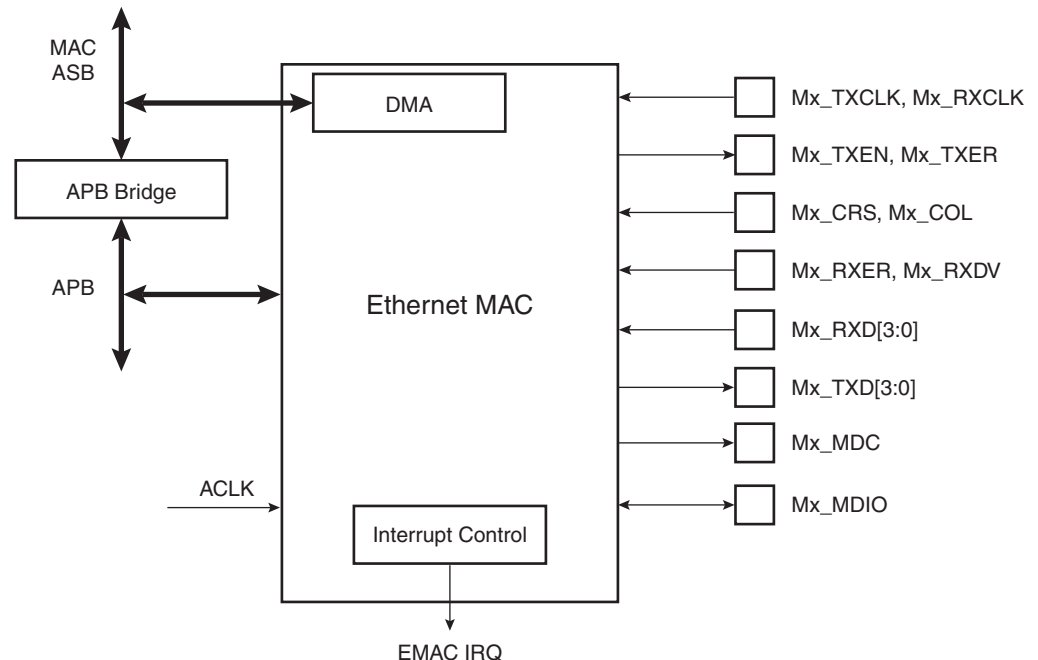 MAC
ASB
DMA
APB Bridge
APB
Ethernet MAC
ACLK
Interrupt Control
EMAC IRQ
Mx_TXCLK, Mx_RXCLK
Mx_TXEN, Mx_TXER
Mx_CRS, Mx_COL
Mx_RXER, Mx_RXDV
Mx_RXD[3:0]
Mx_TXD[3:0]
Mx_MDC
Mx_MDIO